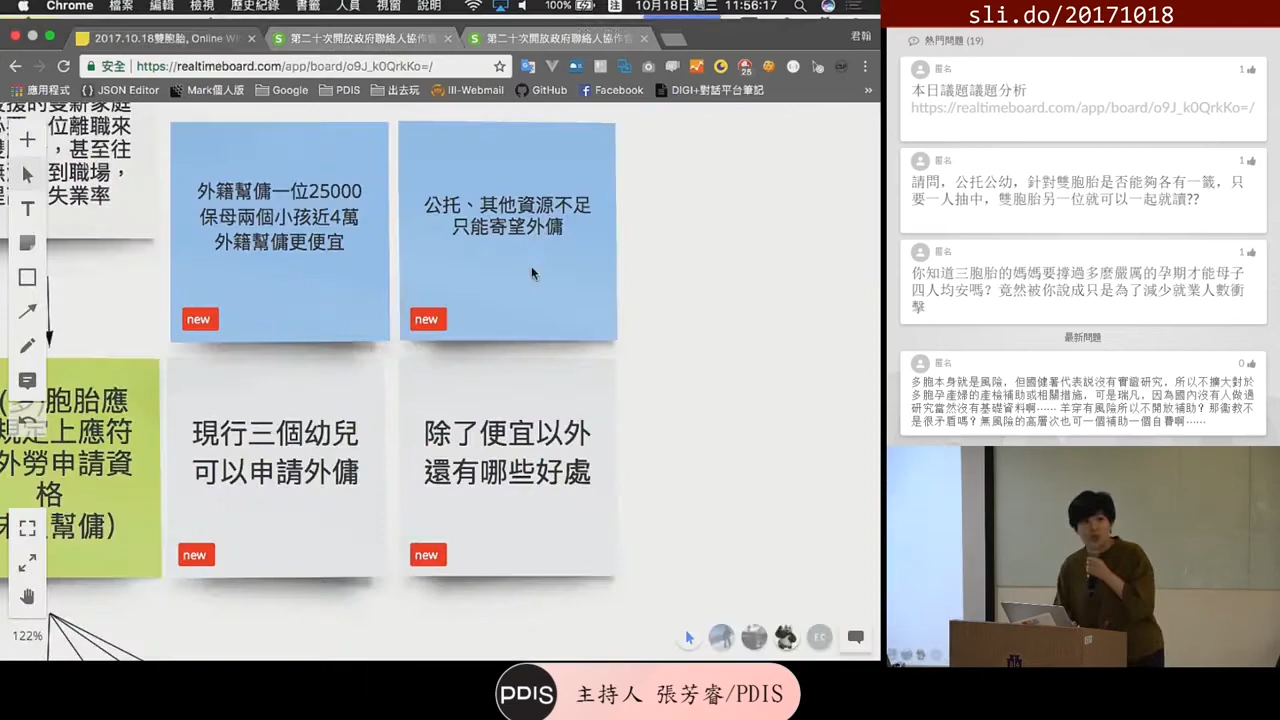 Chrome 檔案 編輯 檢視 歷史紀錄 書籤 人員 視窗 說明 100% 注 10月18日 週三 11:56:17
2017.10.18雙胞胎, Online W 第二十次開放政府聯絡人協作會 第二十次開放政府聯絡人協作 君翰
安全 https://realtimeboard.com/app/board/o9J_k0QrkKo=/
應用程式 JSON Editor Mark個人版 Google PDIS 出去玩 III-Webmail GitHub Facebook DIGI+對話平台筆記 »
位離職來
，甚至往
到職場，
失業率
外籍幫傭一位25000
保母兩個小孩近4萬
外籍幫傭更便宜
new
公托、其他資源不足
只能寄望外傭
new
胞胎應
規定上應符
外勞申請資
格
幫傭）
現行三個幼兒
可以申請外傭
new
除了便宜以外
還有哪些好處
new
122%
EC
sli.do/20171018
熱門問題 (19)
匿名 1
本日議題議題分析
https://realtimeboard.com/app/board/o9J_k0QrkKo=/
匿名 1
請問，公托公幼，針對雙胞胎是否能夠各有一籤，只
要一人抽中，雙胞胎另一位就可以一起就讀??
匿名 1
你知道三胞胎的媽媽要撐過多麼嚴厲的孕期才能母子
四人均安嗎？竟然被你說成只是為了減少就業人數衝
擊
最新問題
匿名 0
多胞本身就是風險，但國健署代表説沒有實證研究，所以不擴大對於
多胞孕產婦的產檢補助或相關措施，可是瑞凡，因為國內沒有人做過
研究當然沒有基礎資料啊⋯⋯ 羊穿有風險所以不開放補助？那衞教不
是很矛盾嗎？無風險的高層次也可一個補助一個自費啊⋯⋯
PDIS 主持人 張芳睿/PDIS